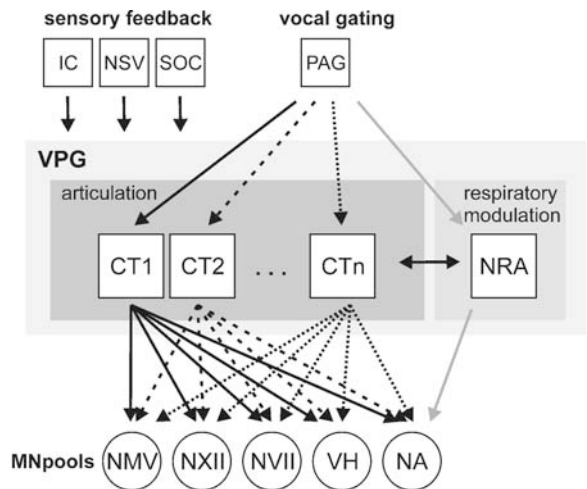 sensory feedback
vocal gating
IC
NSV
SOC
PAG
VPG
articulation
respiratory
modulation
CT1
CT2
...
CTn
NRA
MNpools
NMV
NXII
NVII
VH
NA